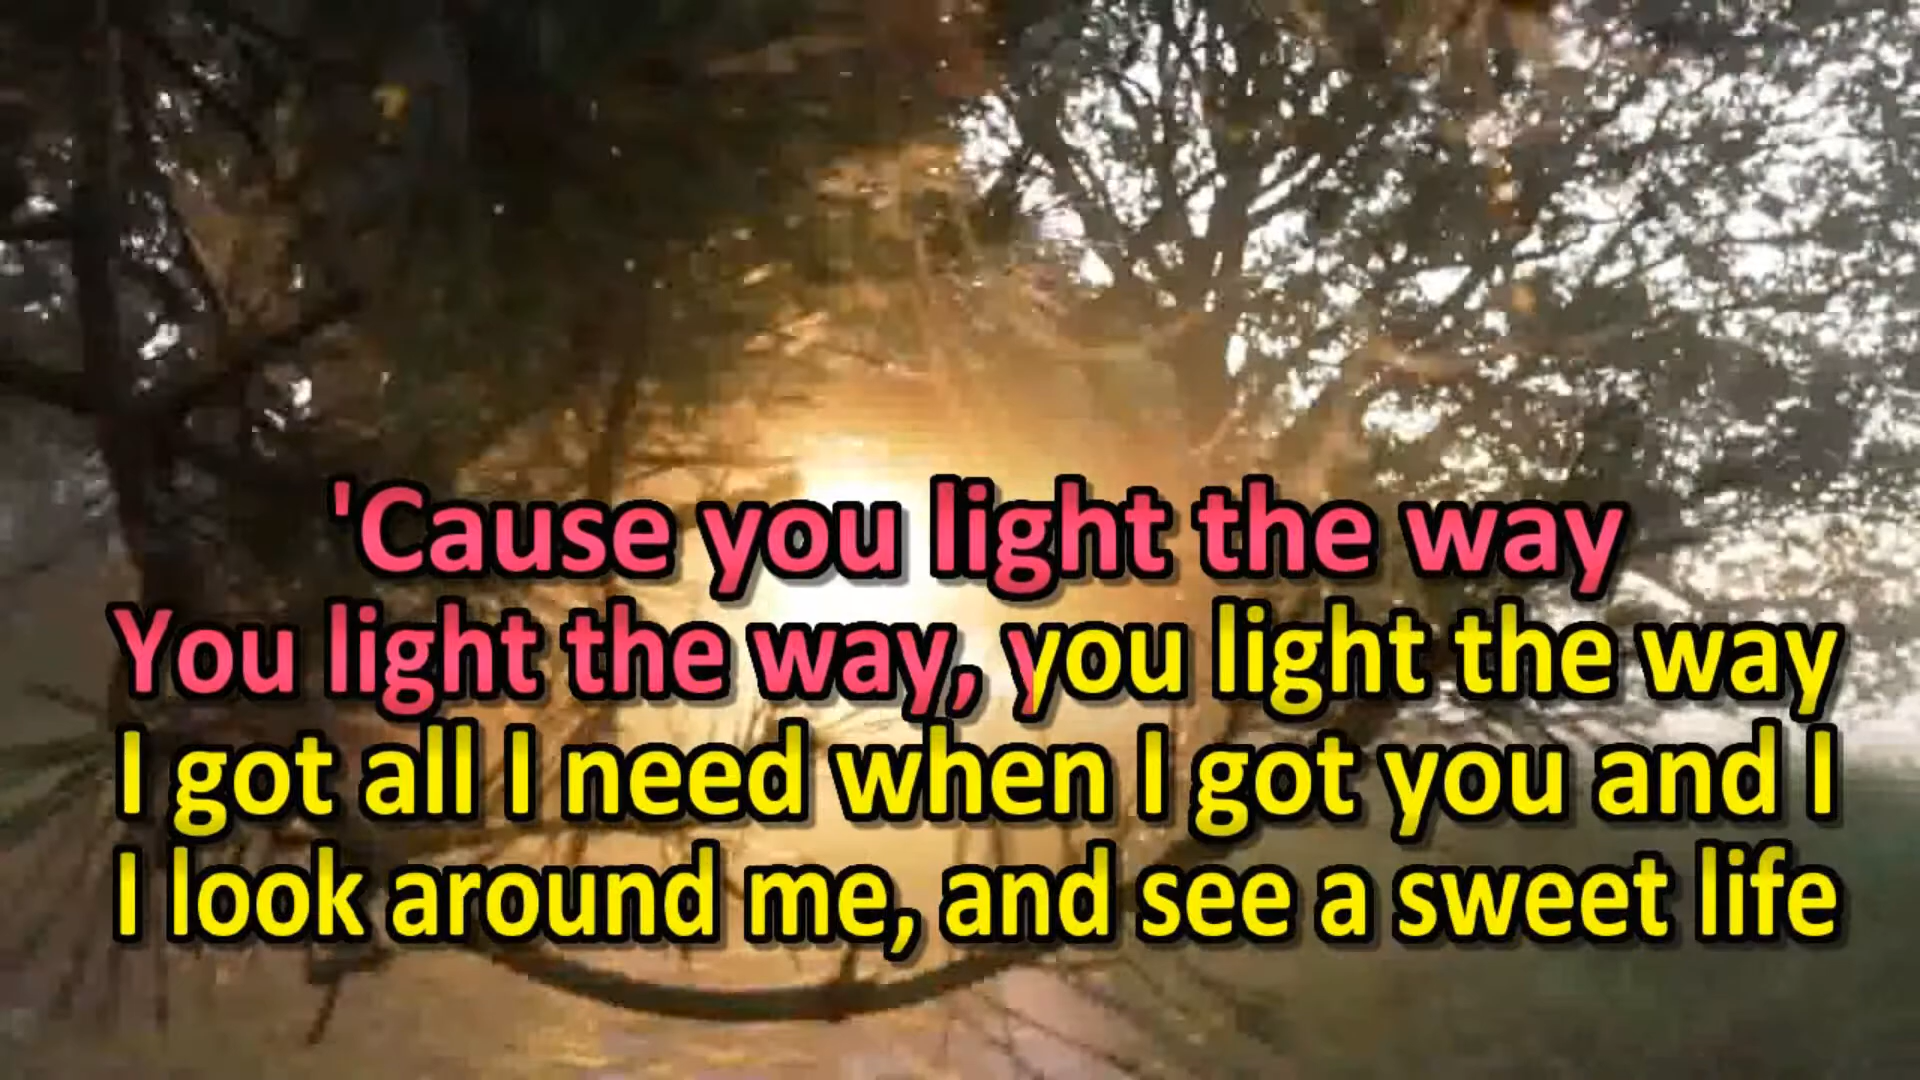 'Cause you light the way
You light the way, you light the way
I got all I need when I got you and I
I look around me, and see a sweet life